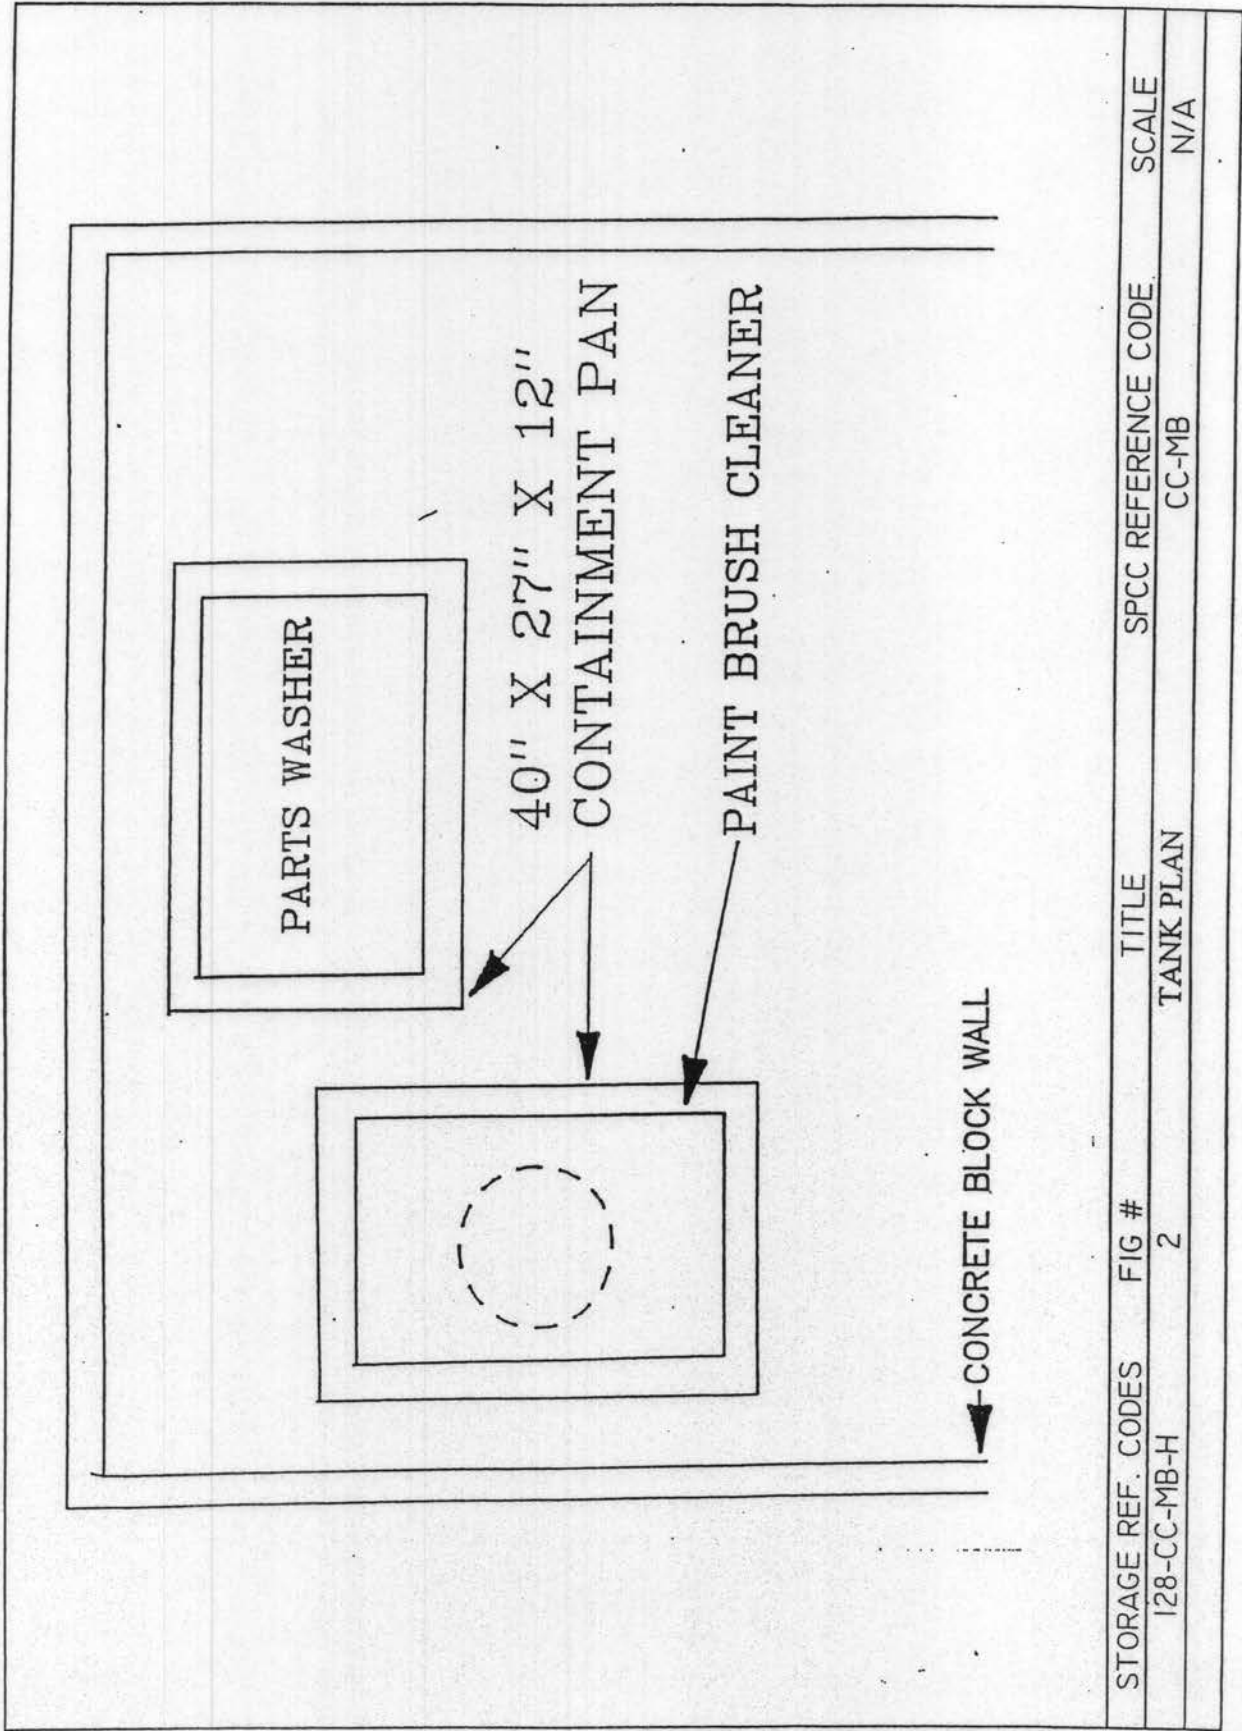 PARTS WASHER
40" X 27" X 12"
CONTAINMENT PAN
PAINT BRUSH CLEANER
CONCRETE BLOCK WALL
STORAGE REF. CODES FIG # TITLE SPCC REFERENCE CODE SCALE
128-CC-MB-H 2 TANK PLAN CC-MB N/A